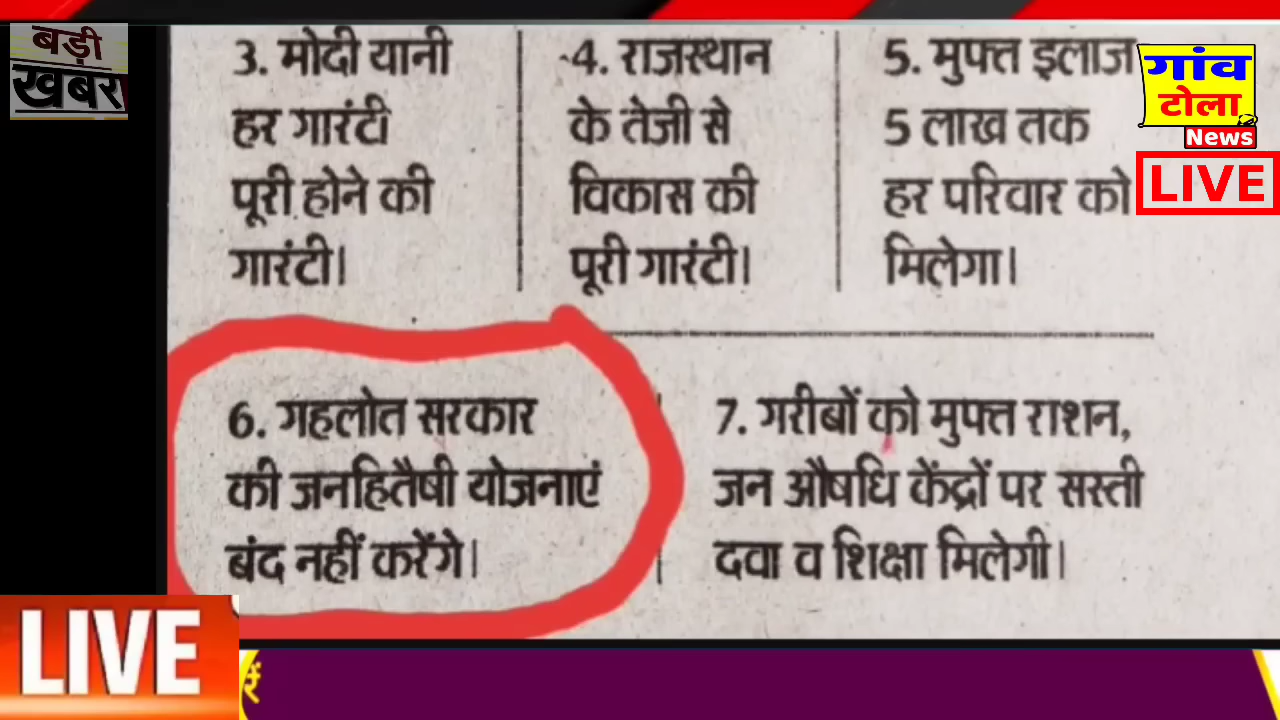 बड़ी
खबर
3. मोदी यानी
हर गारंटी
पूरी होने की
गारंटी।
4. राजस्थान
के तेजी से
विकास की
पूरी गारंटी।
5. मुफ्त इलाज
5 लाख तक
हर परिवार को
मिलेगा।
गांव
टोला
News
LIVE
6. गहलोत सरकार
की जनहितैषी योजनाएं
बंद नहीं करेंगे।
7. गरीबों को मुफ्त राशन,
जन औषधि केंद्रों पर सस्ती
दवा व शिक्षा मिलेगी।
LIVE